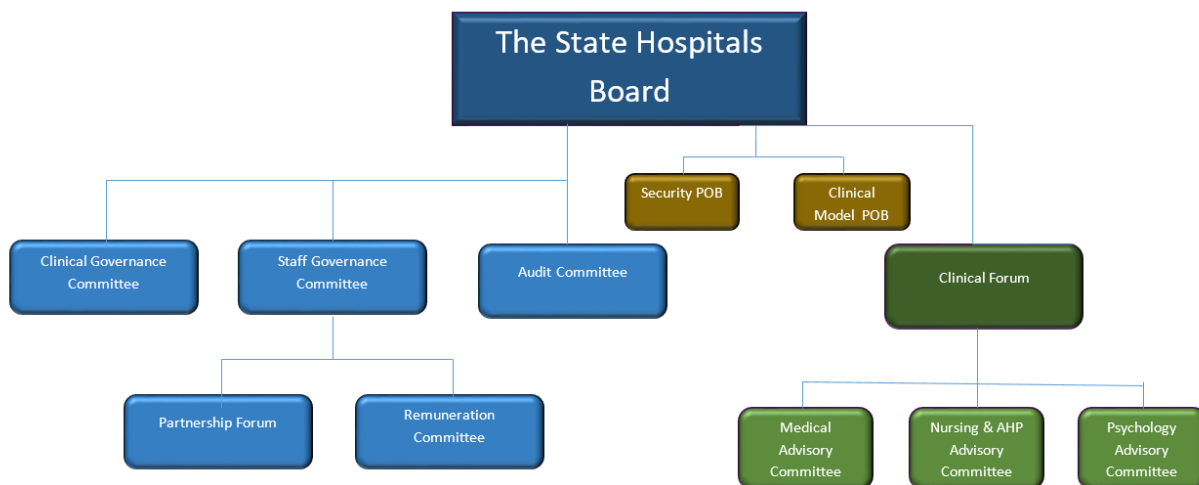 The State Hospitals
Board
Security POB
Clinical
Model POB
Clinical Governance
Committee
Staff Governance
Committee
Audit Committee
Clinical Forum
Partnership Forum
Remuneration
Committee
Medical
Advisory
Committee
Nursing & AHP
Advisory
Committee
Psychology
Advisory
Committee